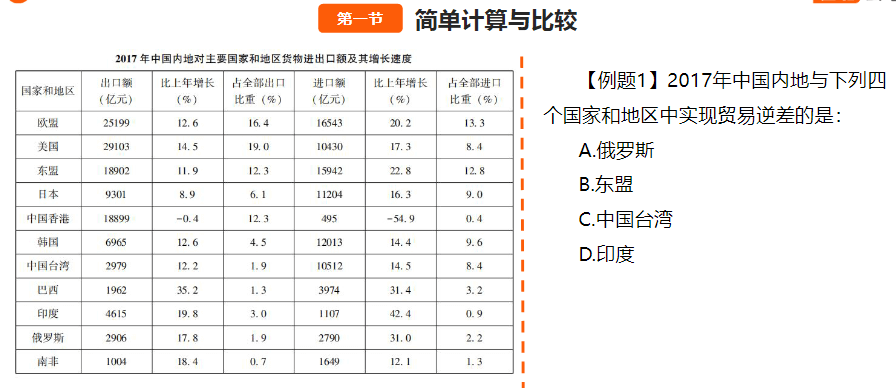 第一节 简单计算与比较
2017年中国内地对主要国家和地区货物进出口额及其增长速度
国家和地区 出口额（亿元） 比上年增长（%） 占全部出口比重（%） 进口额（亿元） 比上年增长（%） 占全部进口比重（%）
欧盟 25199 12.6 16.4 16543 20.2 13.3
美国 29103 14.5 19.0 10430 17.3 8.4
东盟 18902 11.9 12.3 15942 22.8 12.8
日本 9301 8.9 6.1 11204 16.3 9.0
中国香港 18899 -0.4 12.3 495 -54.9 0.4
韩国 6965 12.6 4.5 12013 14.4 9.6
中国台湾 2979 12.2 1.9 10512 14.5 8.4
巴西 1962 35.2 1.3 3974 31.4 3.2
印度 4615 19.8 3.0 1107 42.4 0.9
俄罗斯 2906 17.8 1.9 2790 31.0 2.2
南非 1004 18.4 0.7 1649 12.1 1.3
【例题1】2017年中国内地与下列四
个国家和地区中实现贸易逆差的是：
A.俄罗斯
B.东盟
C.中国台湾
D.印度